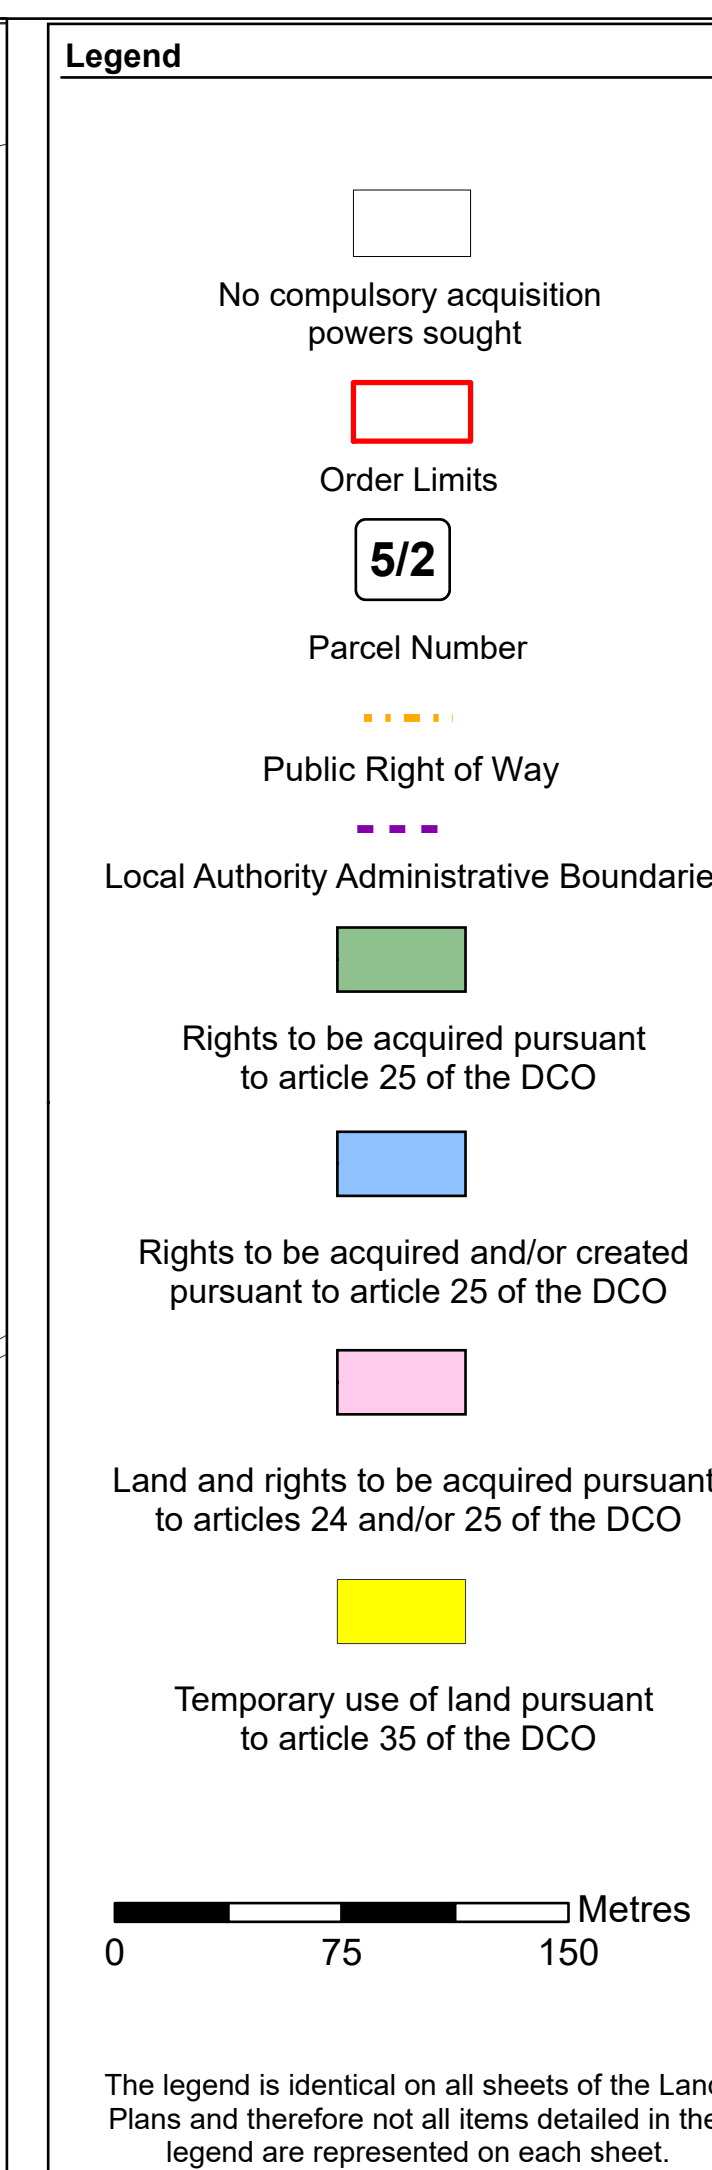 Legend
No compulsory acquisition
powers sought
Order Limits
5/2
Parcel Number
Public Right of Way
Local Authority Administrative Boundarie
Rights to be acquired pursuant
to article 25 of the DCO
Rights to be acquired and/or created
pursuant to article 25 of the DCO
Land and rights to be acquired pursuant
to articles 24 and/or 25 of the DCO
Temporary use of land pursuant
to article 35 of the DCO
Metres
0 75 150
The legend is identical on all sheets of the Land
Plans and therefore not all items detailed in the
legend are represented on each sheet.